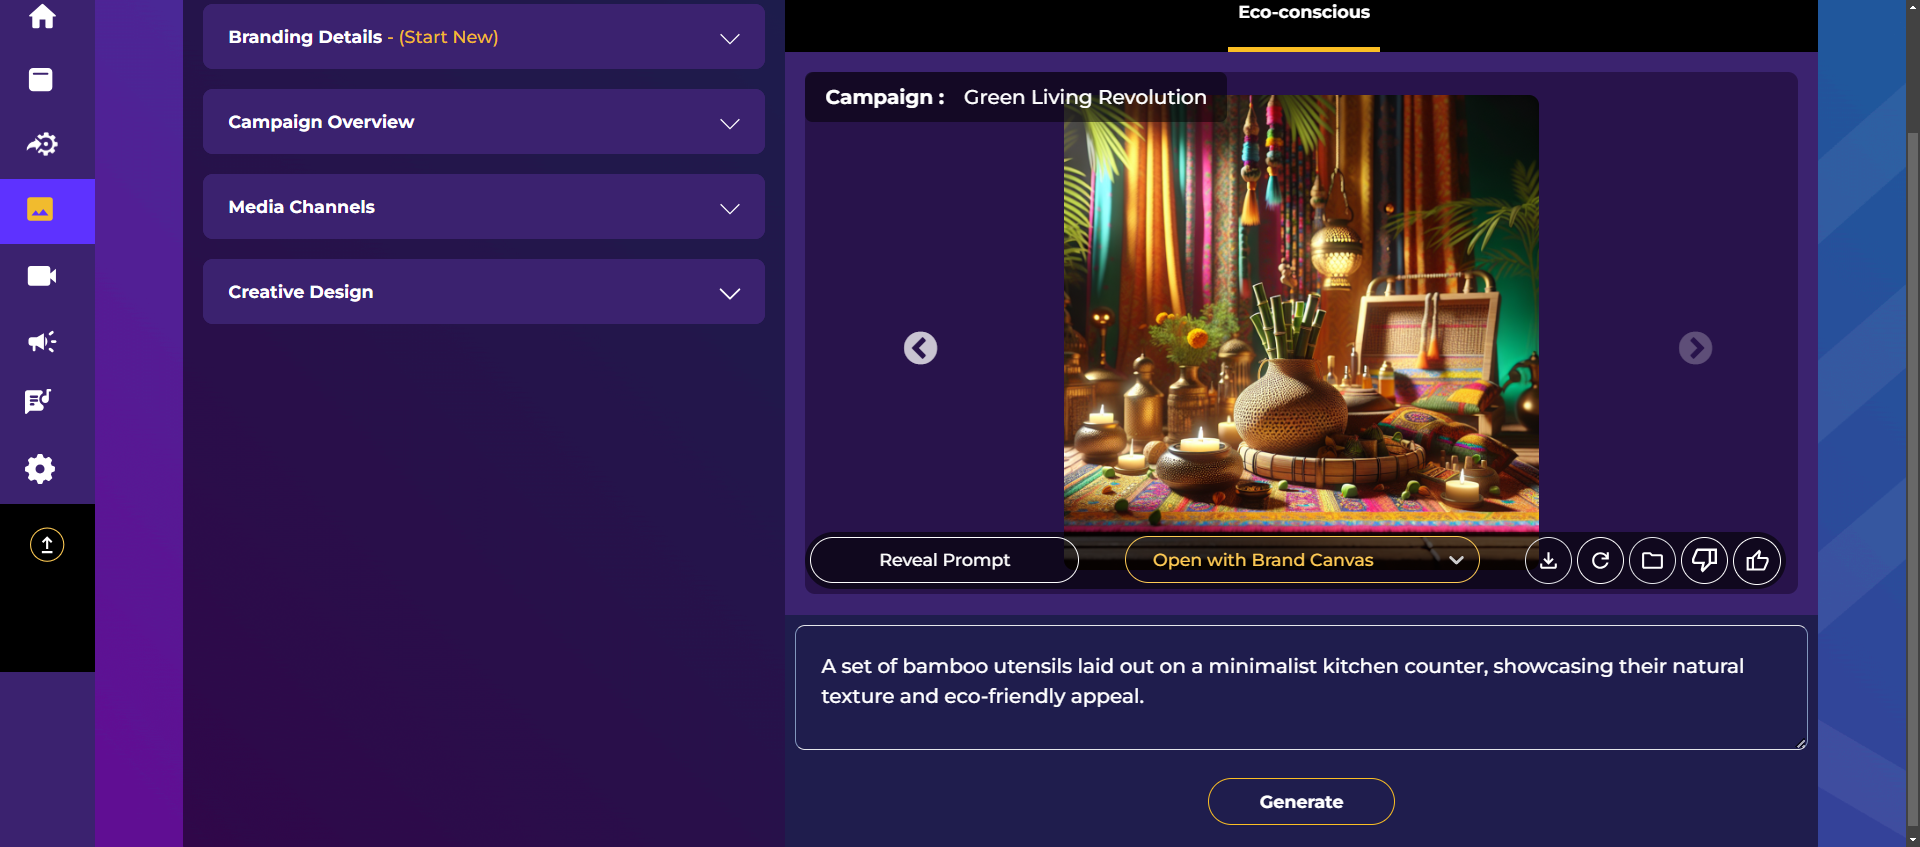 Branding Details - (Start New)
Campaign Overview
Media Channels
Creative Design
Eco-conscious
Campaign : Green Living Revolution
Reveal Prompt
Open with Brand Canvas
A set of bamboo utensils laid out on a minimalist kitchen counter, showcasing their natural
texture and eco-friendly appeal.
Generate